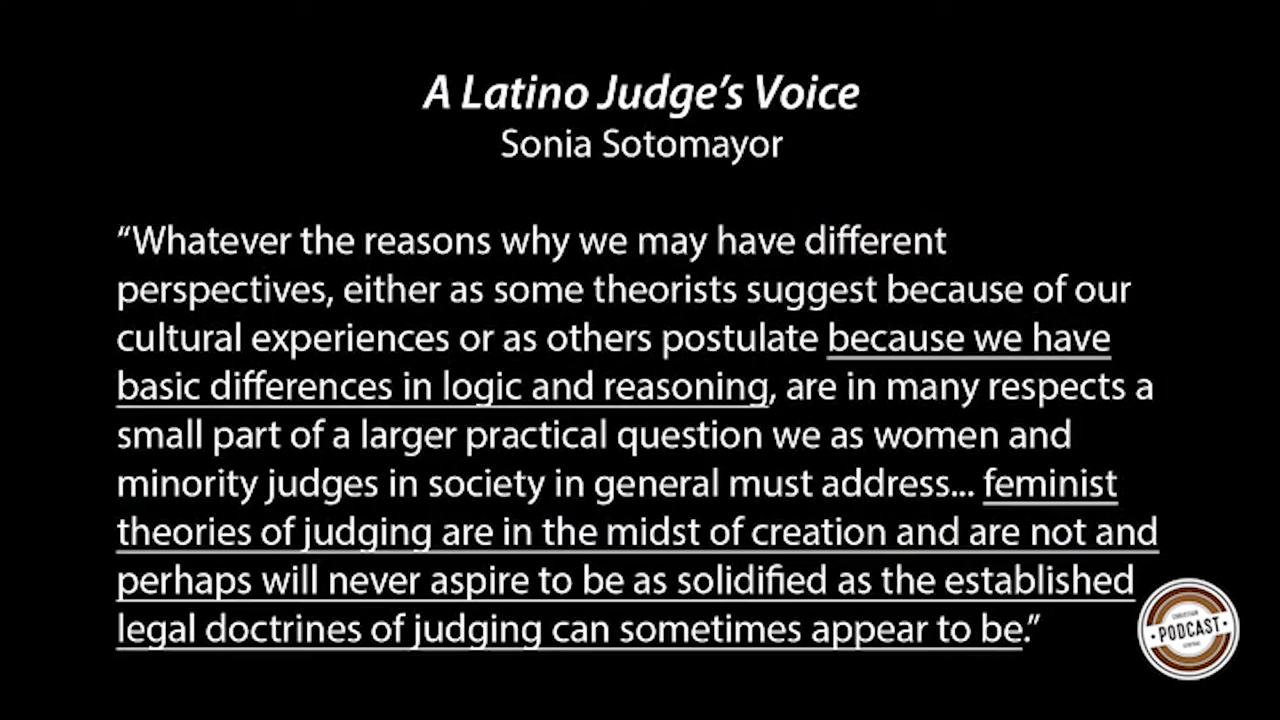 A Latino Judge’s Voice
Sonia Sotomayor
“Whatever the reasons why we may have different
perspectives, either as some theorists suggest because of our
cultural experiences or as others postulate because we have
basic differences in logic and reasoning, are in many respects a
small part of a larger practical question we as women and
minority judges in society in general must address... feminist
theories of judging are in the midst of creation and are not and
perhaps will never aspire to be as solidified as the established
legal doctrines of judging can sometimes appear to be.”
PODCAST